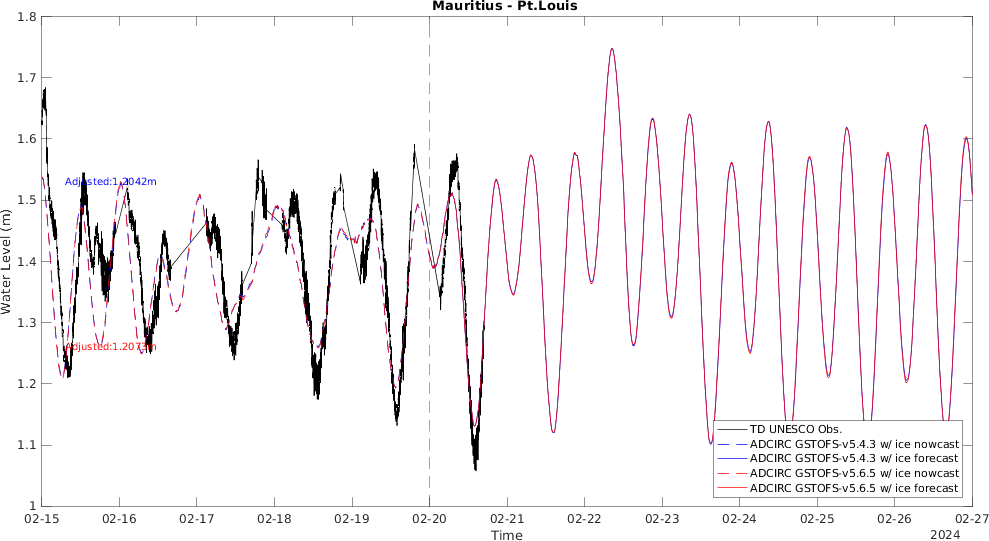 Mauritius - Pt.Louis
1.8
1.7
1.6
1.5
1.4
1.3
1.2
1.1
1
Water Level (m)
Adjusted:1.2042m
Adjusted:1.2073m
TD UNESCO Obs.
ADCIRC GSTOFS-v5.4.3 w/ ice nowcast
ADCIRC GSTOFS-v5.4.3 w/ ice forecast
ADCIRC GSTOFS-v5.6.5 w/ ice nowcast
ADCIRC GSTOFS-v5.6.5 w/ ice forecast
02-15 02-16 02-17 02-18 02-19 02-20 02-21 02-22 02-23 02-24 02-25 02-26 02-27
Time
2024